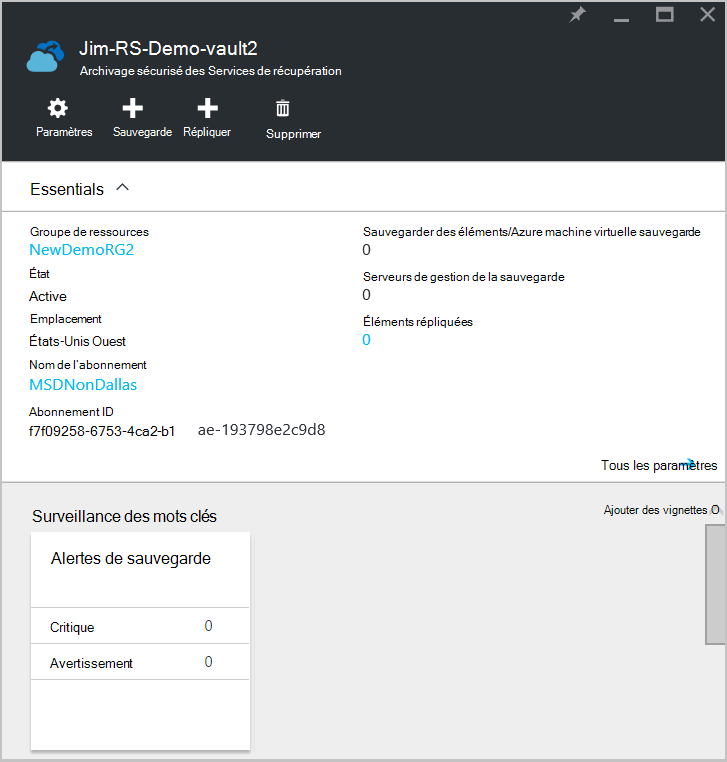 Jim-RS-Demo-vault2
Archivage sécurisé des Services de récupération
Paramètres
Sauvegarde
Répliquer
Supprimer
Essentials
Groupe de ressources
NewDemoRG2
État
Active
Emplacement
États-Unis Ouest
Nom de l'abonnement
MSDNonDallas
Abonnement ID
f7f09258-6753-4ca2-b1 ae-193798e2c9d8
Sauvegarder des éléments/Azure machine virtuelle sauvegarde
0
Serveurs de gestion de la sauvegarde
0
Éléments répliquées
0
Tous les paramètres
Surveillance des mots clés
Ajouter des vignettes O
Alertes de sauvegarde
Critique 0
Avertissement 0